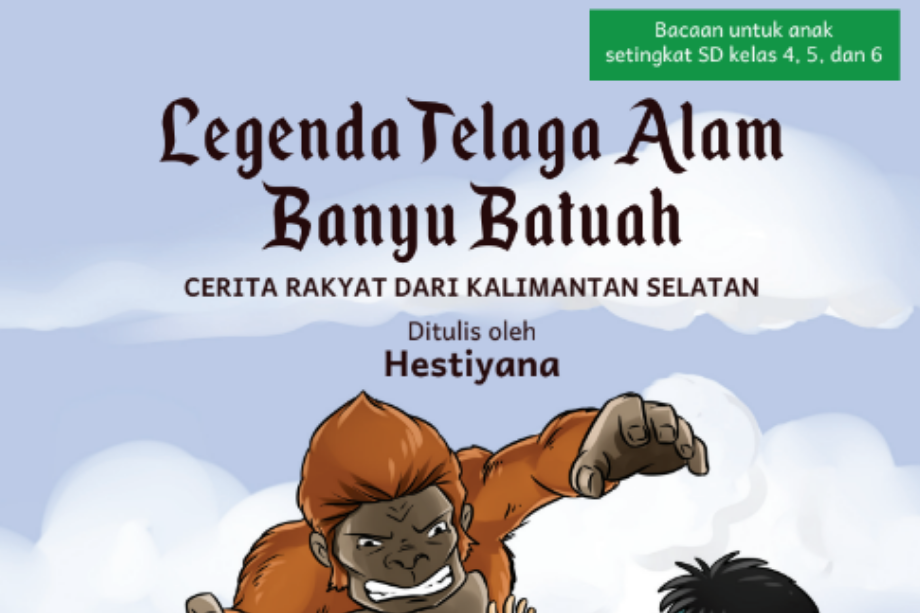 Bacaan untuk anak
setingkat SD kelas 4, 5, dan 6
Legenda Telaga Alam
Banyu Batuah
CERITA RAKYAT DARI KALIMANTAN SELATAN
Ditulis oleh
Hestiyana